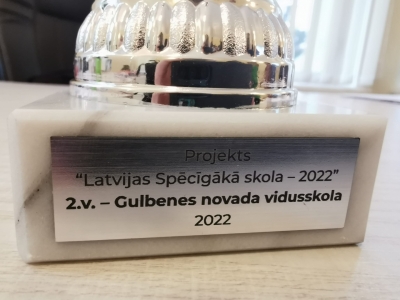 Projekts
“Latvijas Spēcīgākā skola – 2022”
2.v. – Gulbenes novada vidusskola
2022